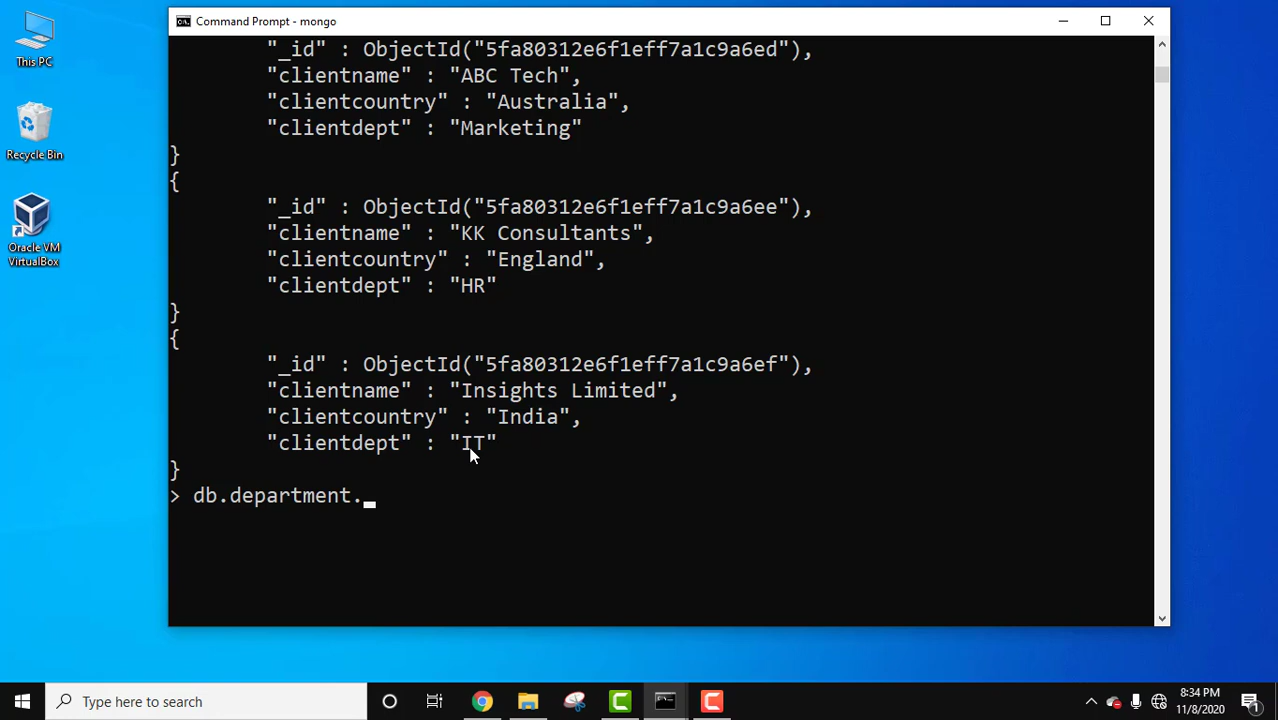 Command Prompt - mongo
This PC
Recycle Bin
Oracle VM
VirtualBox
"_id" : ObjectId("5fa80312e6f1eff7a1c9a6ed"),
"clientname" : "ABC Tech",
"clientcountry" : "Australia",
"clientdept" : "Marketing"
}
{
"_id" : ObjectId("5fa80312e6f1eff7a1c9a6ee"),
"clientname" : "KK Consultants",
"clientcountry" : "England",
"clientdept" : "HR"
}
{
"_id" : ObjectId("5fa80312e6f1eff7a1c9a6ef"),
"clientname" : "Insights Limited",
"clientcountry" : "India",
"clientdept" : "IT"
}
> db.department._
Type here to search
8:34 PM
11/8/2020
1